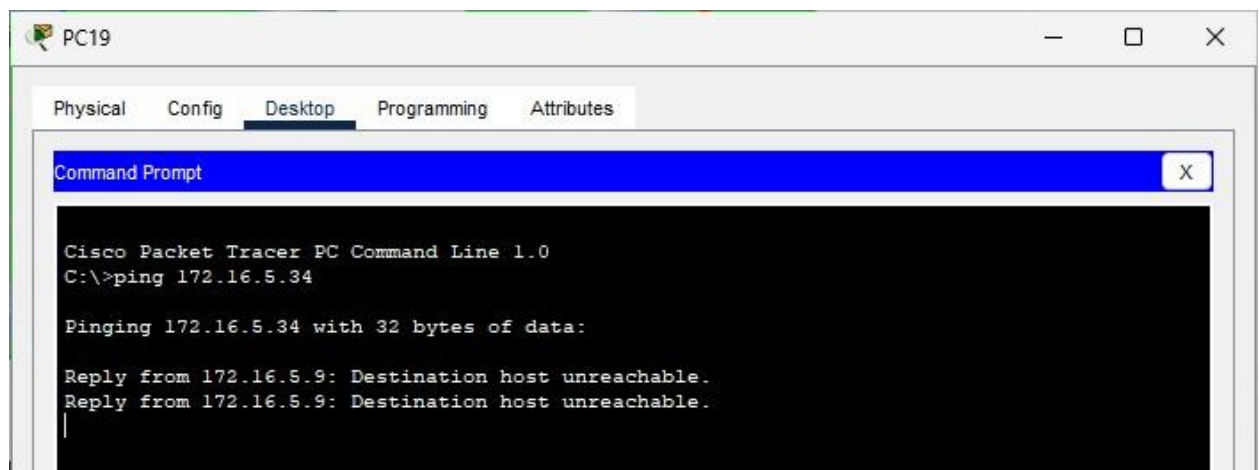 PC19
Physical Config Desktop Programming Attributes
Command Prompt
X
Cisco Packet Tracer PC Command Line 1.0
C:\>ping 172.16.5.34
Pinging 172.16.5.34 with 32 bytes of data:
Reply from 172.16.5.9: Destination host unreachable.
Reply from 172.16.5.9: Destination host unreachable.